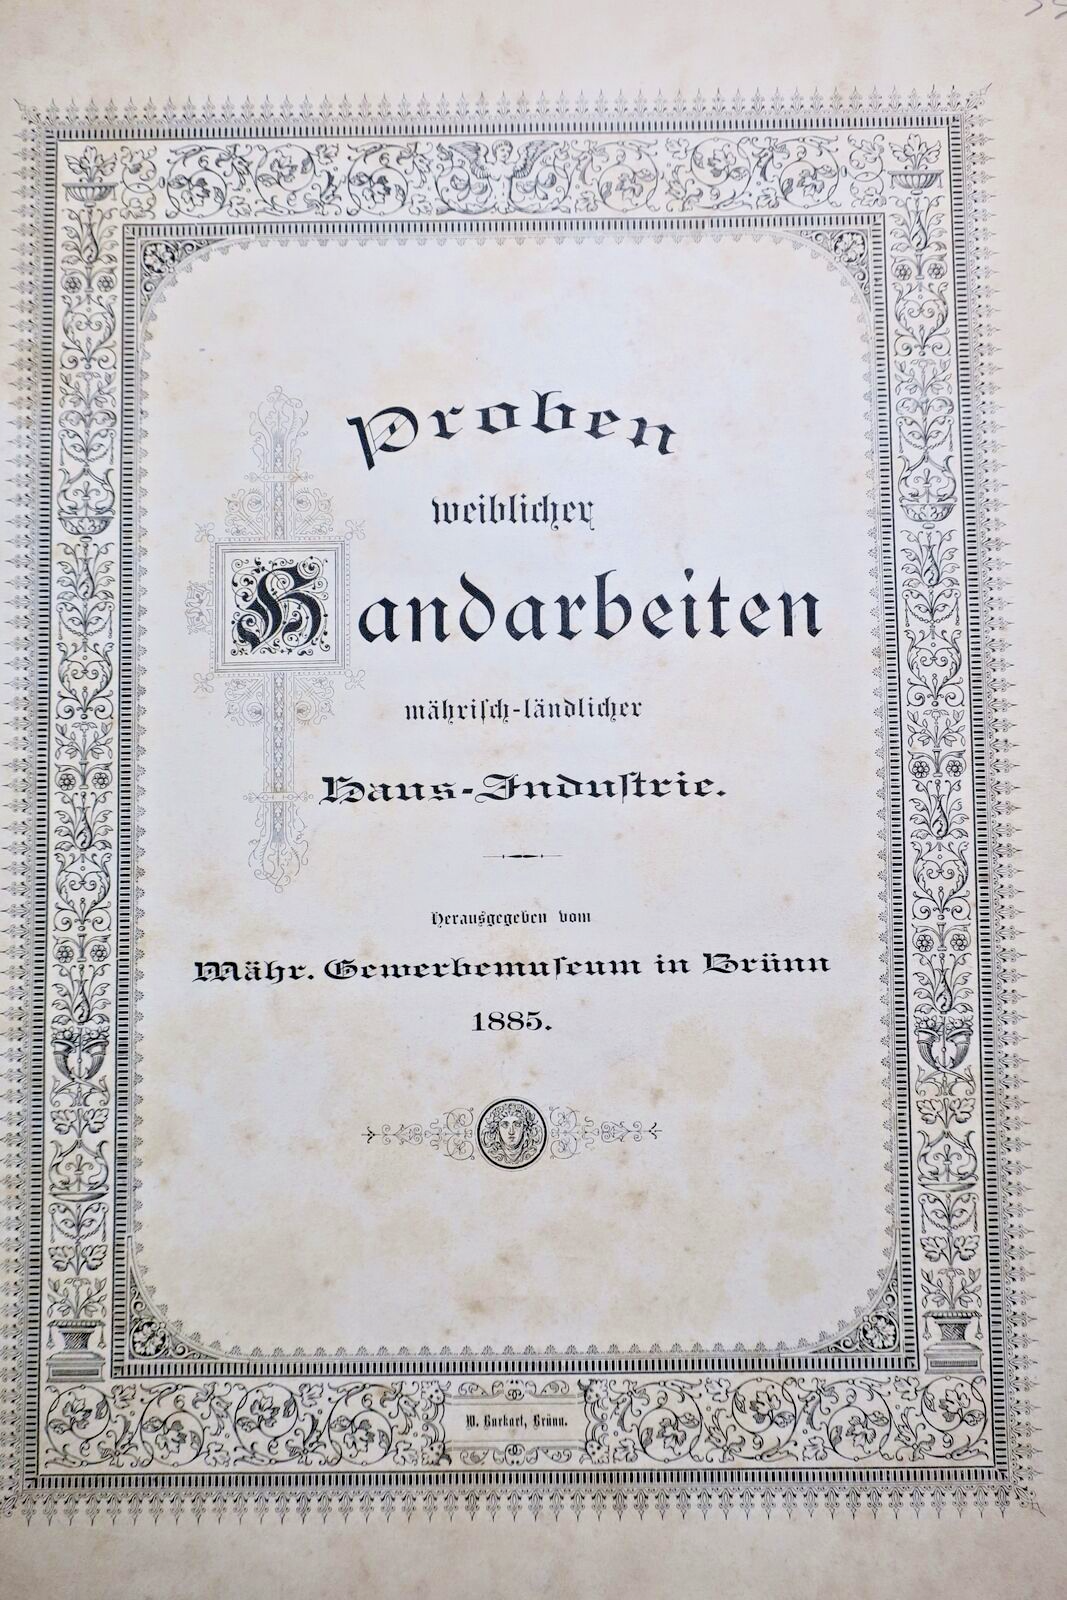 Proben
weiblicher
Handarbeiten
mähriſch-ländlicher
Haus-Induſtrie.
Herausgegeben vom
Mähr. Gewerbemuſeum in Brünn
1885.
W. Burkart, Brünn.